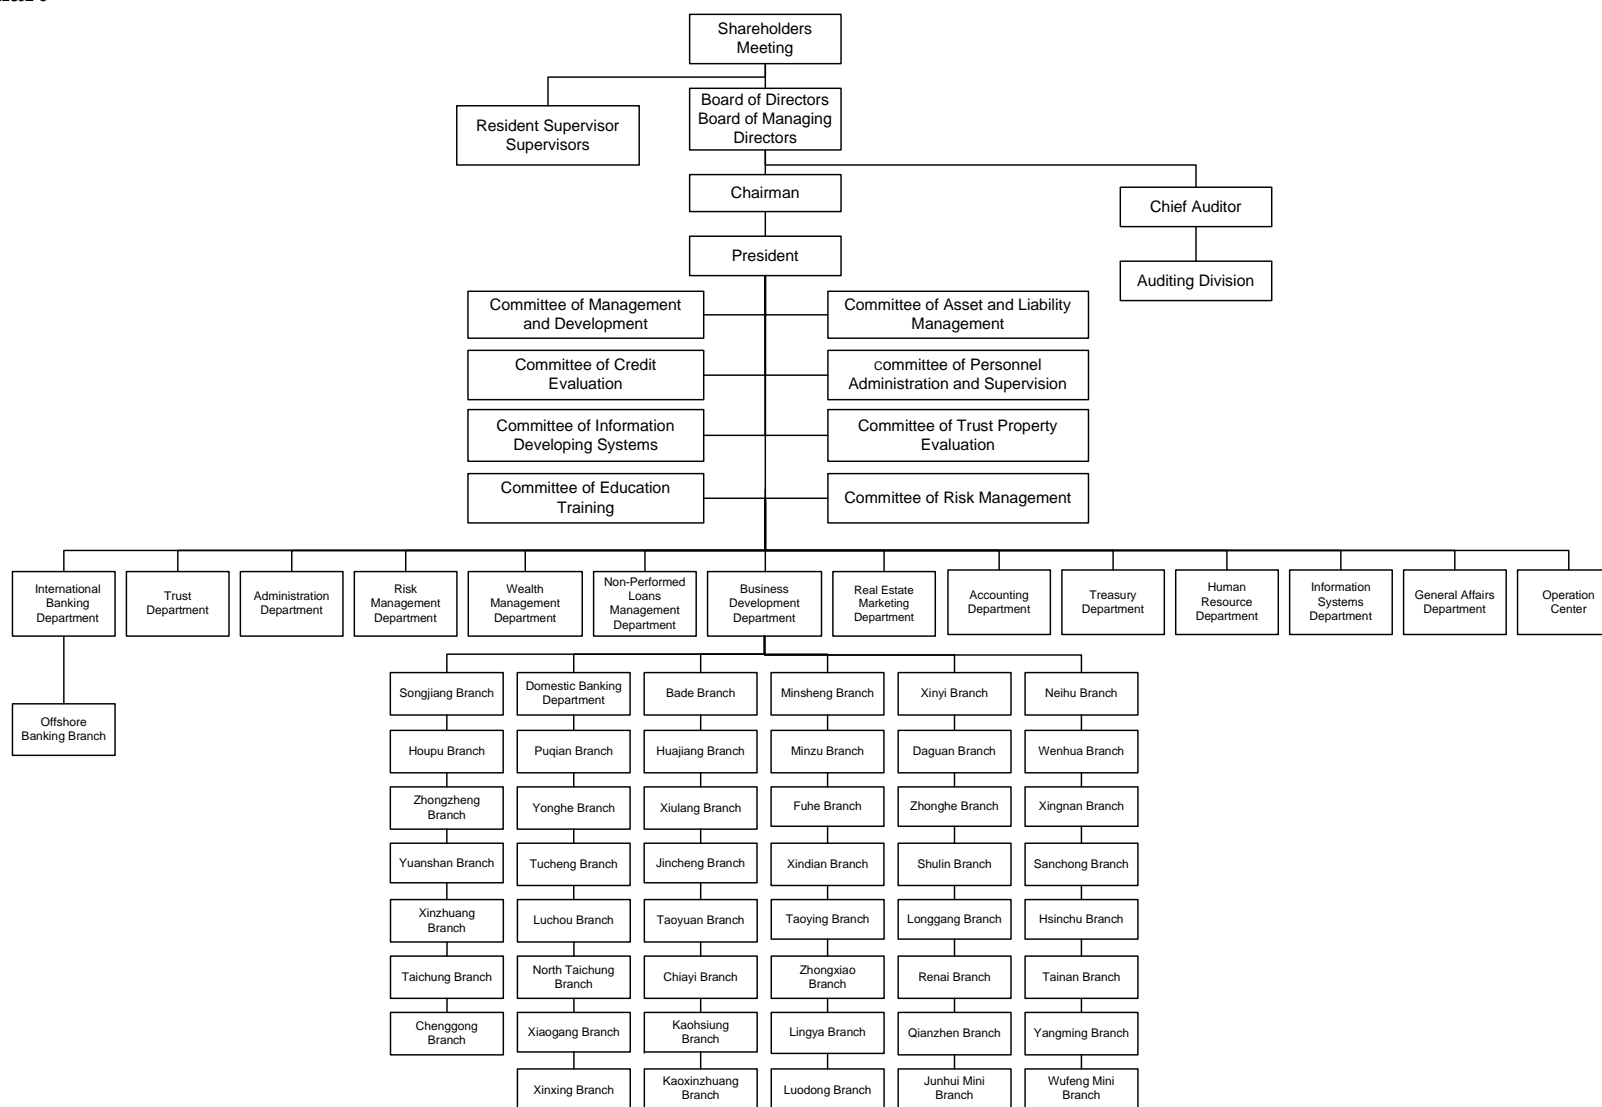 Shareholders
Meeting
Board of Directors
Board of Managing
Directors
Resident Supervisor
Supervisors
Chairman
Chief Auditor
President
Auditing Division
Committee of Management
and Development
Committee of Asset and Liability
Management
Committee of Credit
Evaluation
committee of Personnel
Administration and Supervision
Committee of Information
Developing Systems
Committee of Trust Property
Evaluation
Committee of Education
Training
Committee of Risk Management
International
Banking
Department
Trust
Department
Administration
Department
Risk
Management
Department
Wealth
Management
Department
Non-Performed
Loans
Management
Department
Business
Development
Department
Real Estate
Marketing
Department
Accounting
Department
Treasury
Department
Human
Resource
Department
Information
Systems
Department
General Affairs
Department
Operation
Center
Offshore
Banking Branch
Songjiang Branch
Domestic Banking
Department
Bade Branch
Minsheng Branch
Xinyi Branch
Neihu Branch
Houpu Branch
Puqian Branch
Huajiang Branch
Minzu Branch
Daguan Branch
Wenhua Branch
Zhongzheng
Branch
Yonghe Branch
Xiulang Branch
Fuhe Branch
Zhonghe Branch
Xingnan Branch
Yuanshan Branch
Tucheng Branch
Jincheng Branch
Xindian Branch
Shulin Branch
Sanchong Branch
Xinzhuang
Branch
Luchou Branch
Taoyuan Branch
Taoying Branch
Longgang Branch
Hsinchu Branch
Taichung Branch
North Taichung
Branch
Chiayi Branch
Zhongxiao
Branch
Renai Branch
Tainan Branch
Chenggong
Branch
Xiaogang Branch
Kaohsiung
Branch
Lingya Branch
Qianzhen Branch
Yangming Branch
Xinxing Branch
Kaoxinzhuang
Branch
Luodong Branch
Junhui Mini
Branch
Wufeng Mini
Branch